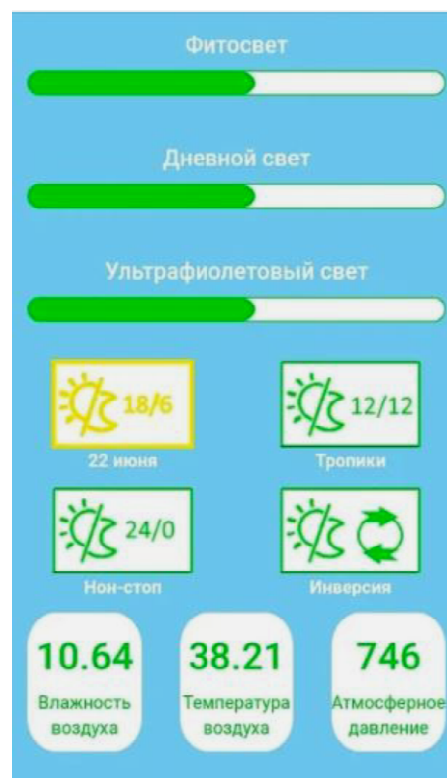 Фитосвет
Дневной свет
Ультрафиолетовый свет
18/6
12/12
22 июня
Тропики
24/0
Нон-стоп
Инверсия
10.64
38.21
746
Влажность
воздуха
Температура
воздуха
Атмосферное
давление